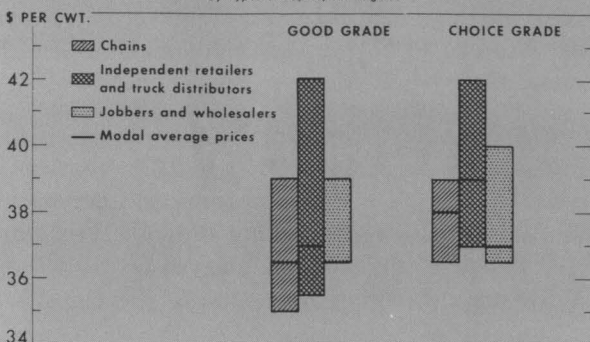 $ PER CWT.
GOOD GRADE
CHOICE GRADE
Chains
Independent retailers
and truck distributors
Jobbers and wholesalers
Modal average prices
42
40
38
36
34